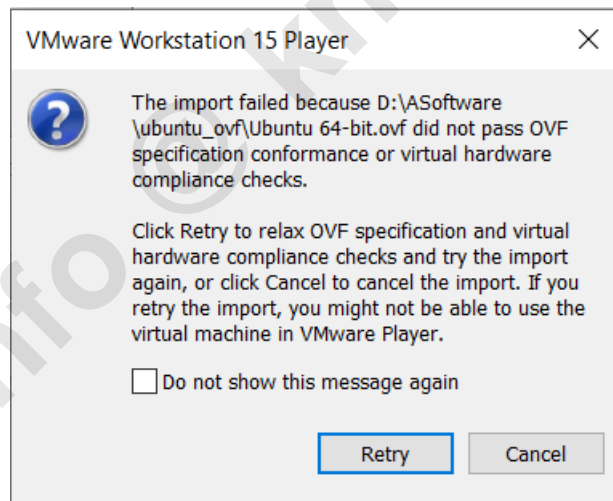 VMware Workstation 15 Player
The import failed because D:\ASoftware
\ubuntu_ovf\Ubuntu 64-bit.ovf did not pass OVF
specification conformance or virtual hardware
compliance checks.
Click Retry to relax OVF specification and virtual
hardware compliance checks and try the import
again, or click Cancel to cancel the import. If you
retry the import, you might not be able to use the
virtual machine in VMware Player.
Do not show this message again
Retry
Cancel